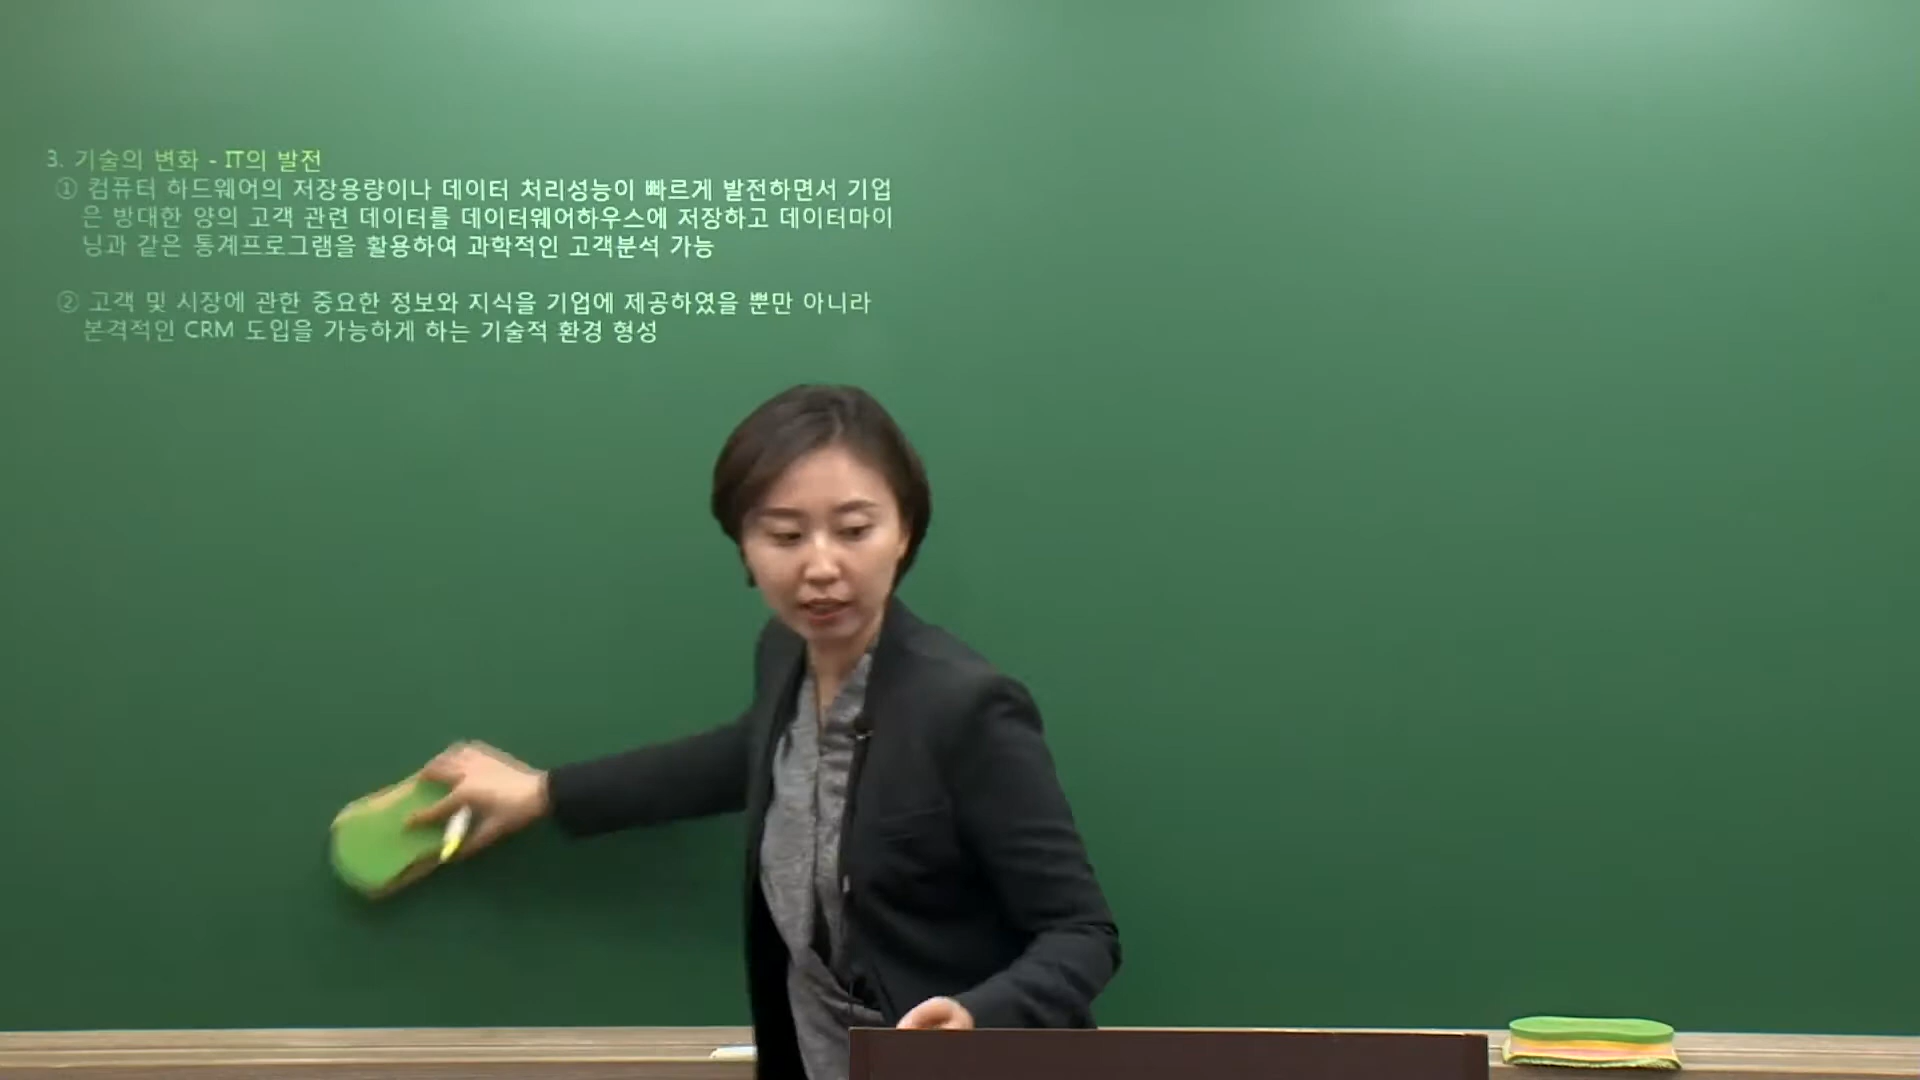 3. 기술의 변화 - IT의 발전
① 컴퓨터 하드웨어의 저장용량이나 데이터 처리성능이 빠르게 발전하면서 기업
은 방대한 양의 고객 관련 데이터를 데이터웨어하우스에 저장하고 데이터마이
닝과 같은 통계프로그램을 활용하여 과학적인 고객분석 가능
② 고객 및 시장에 관한 중요한 정보와 지식을 기업에 제공하였을 뿐만 아니라
본격적인 CRM 도입을 가능하게 하는 기술적 환경 형성